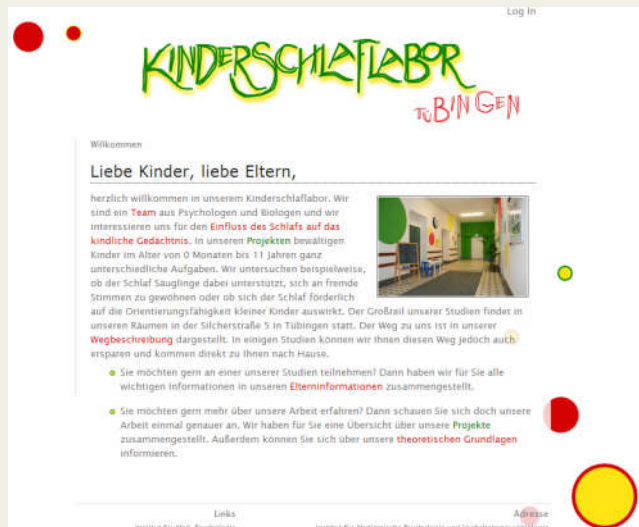 Log In
KINDERSCHLAFLABOR
TÜBINGEN
Willkommen
Liebe Kinder, liebe Eltern,
herzlich willkommen in unserem Kinderschlaflabor. Wir
sind ein Team aus Psychologen und Biologen und wir
interessieren uns für den Einfluss des Schlafs auf das
kindliche Gedächtnis. In unseren Projekten bewältigen
Kinder im Alter von 0 Monaten bis 11 Jahren ganz
unterschiedliche Aufgaben. Wir untersuchen beispielweise,
ob der Schlaf Säuglinge dabei unterstützt, sich an fremde
Stimmen zu gewöhnen oder ob sich der Schlaf förderlich
auf die Orientierungsfähigkeit kleiner Kinder auswirkt. Der Großteil unserer Studien findet in
unseren Räumen in der Silcherstraße 5 in Tübingen statt. Der Weg zu uns ist in unserer
Wegbeschreibung dargestellt. In einigen Studien können wir Ihnen diesen Weg jedoch auch
ersparen und kommen direkt zu Ihnen nach Hause.
Sie möchten gern an einer unserer Studien teilnehmen? Dann haben wir für Sie alle
wichtigen Informationen in unseren Elterninformationen zusammengestellt.
Sie möchten gern mehr über unsere Arbeit erfahren? Dann schauen Sie sich doch unsere
Arbeit einmal genauer an. Wir haben für Sie eine Übersicht über unsere Projekte
zusammengestellt. Außerdem können Sie sich über unsere theoretischen Grundlagen
informieren.
Links
Adresse